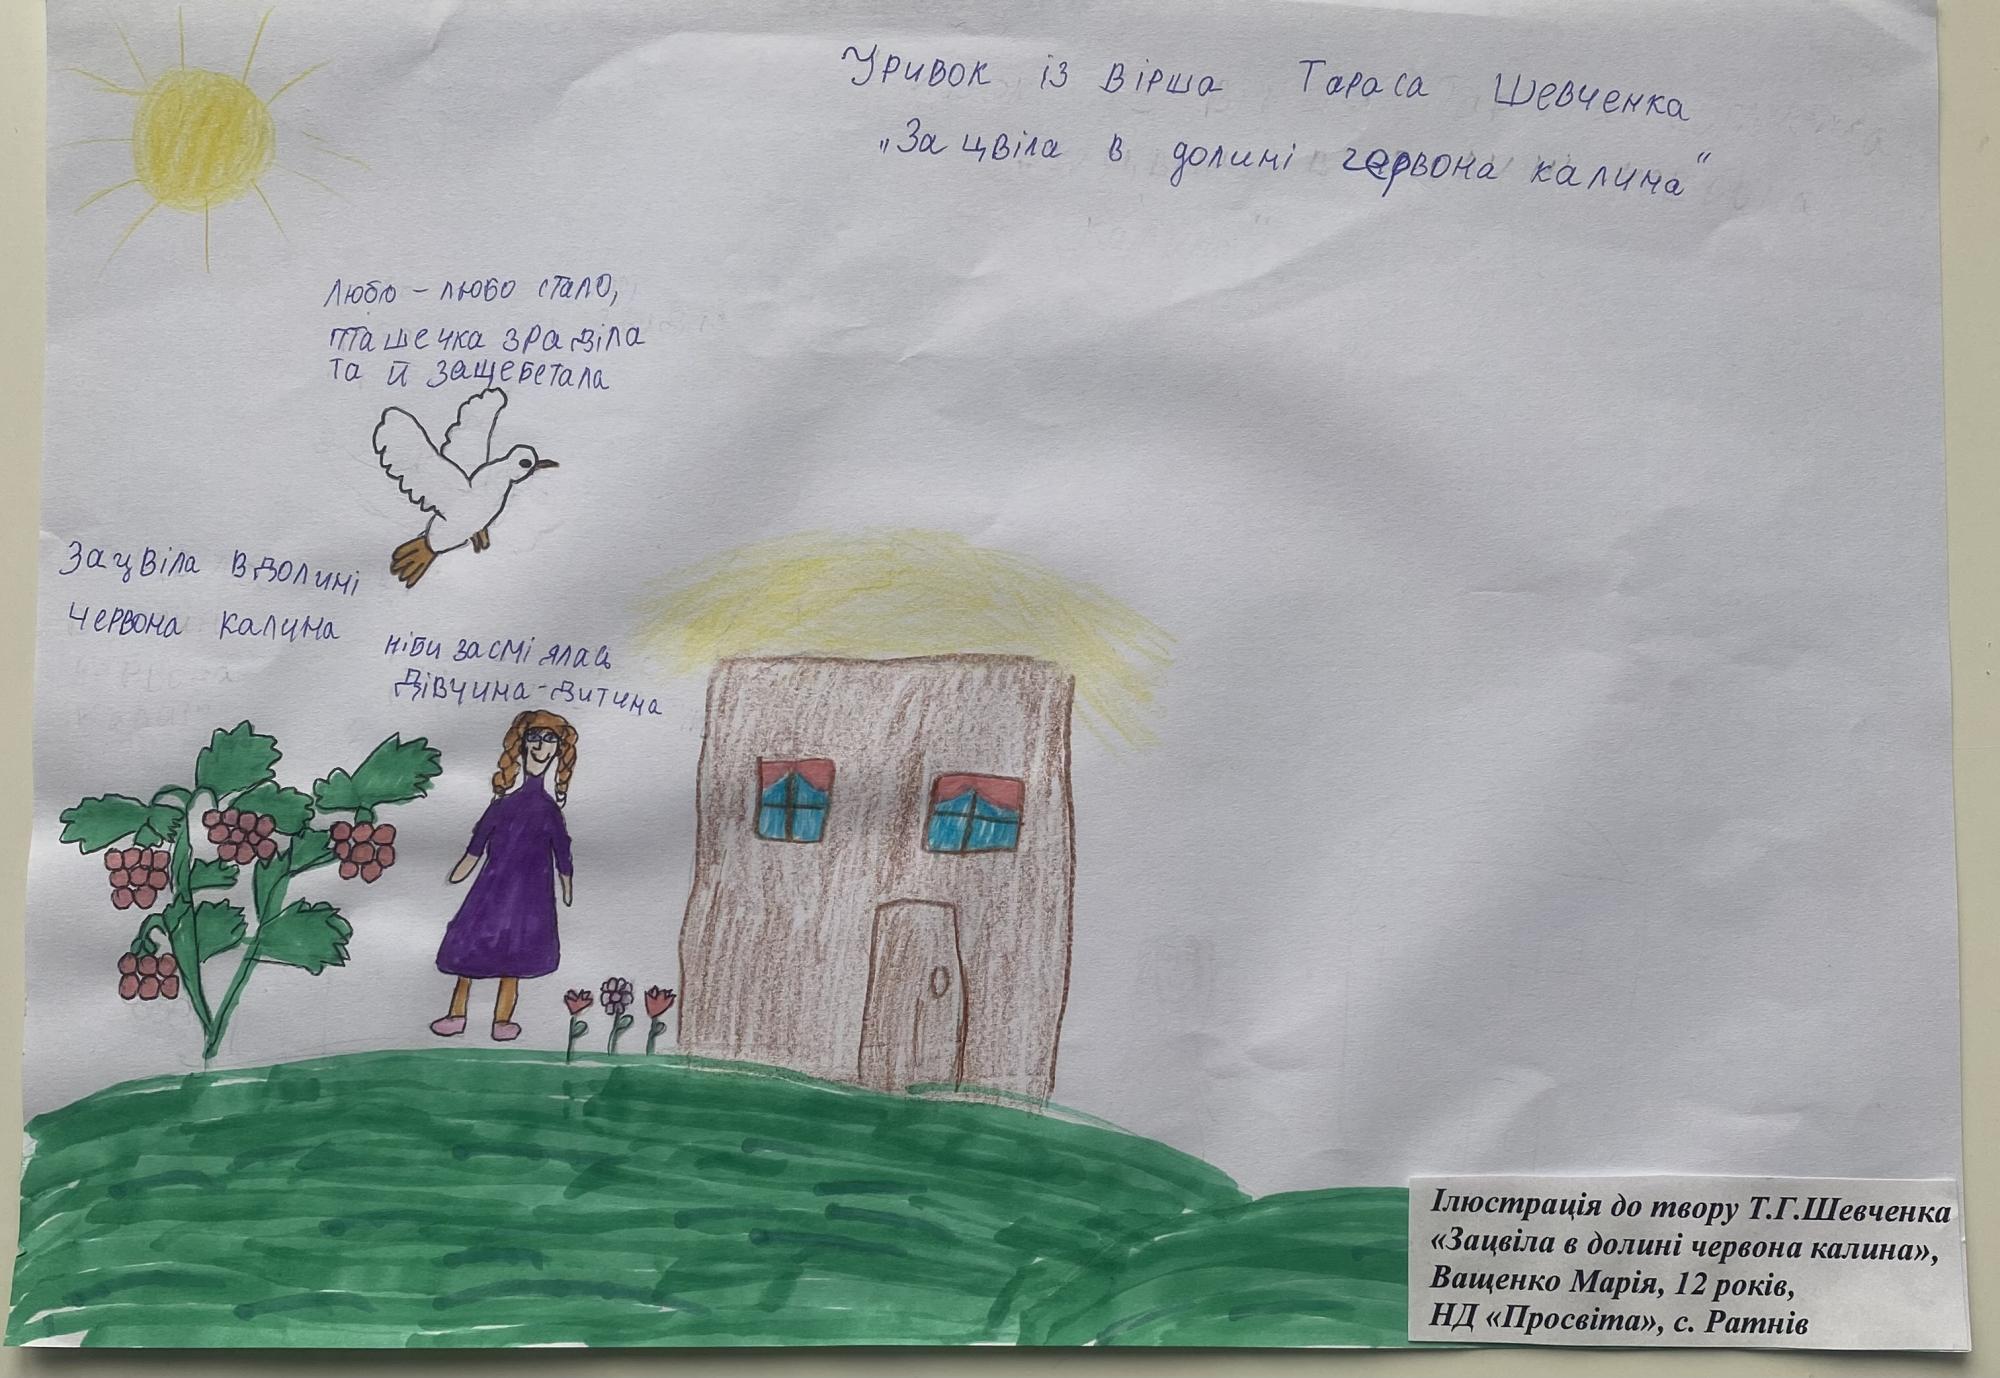 Уривок із вірша Тараса Шевченка
„Зацвіла в долині червона калина“
Любо - любо стало,
пташечка зраділа
та й защебетала
Зацвіла в долині
червона калина
ніби засміялась
Дівчина-дитина
Ілюстрація до твору Т.Г.Шевченка
«Зацвіла в долині червона калина»,
Ващенко Марія, 12 років,
НД «Просвіта», с. Ратнів